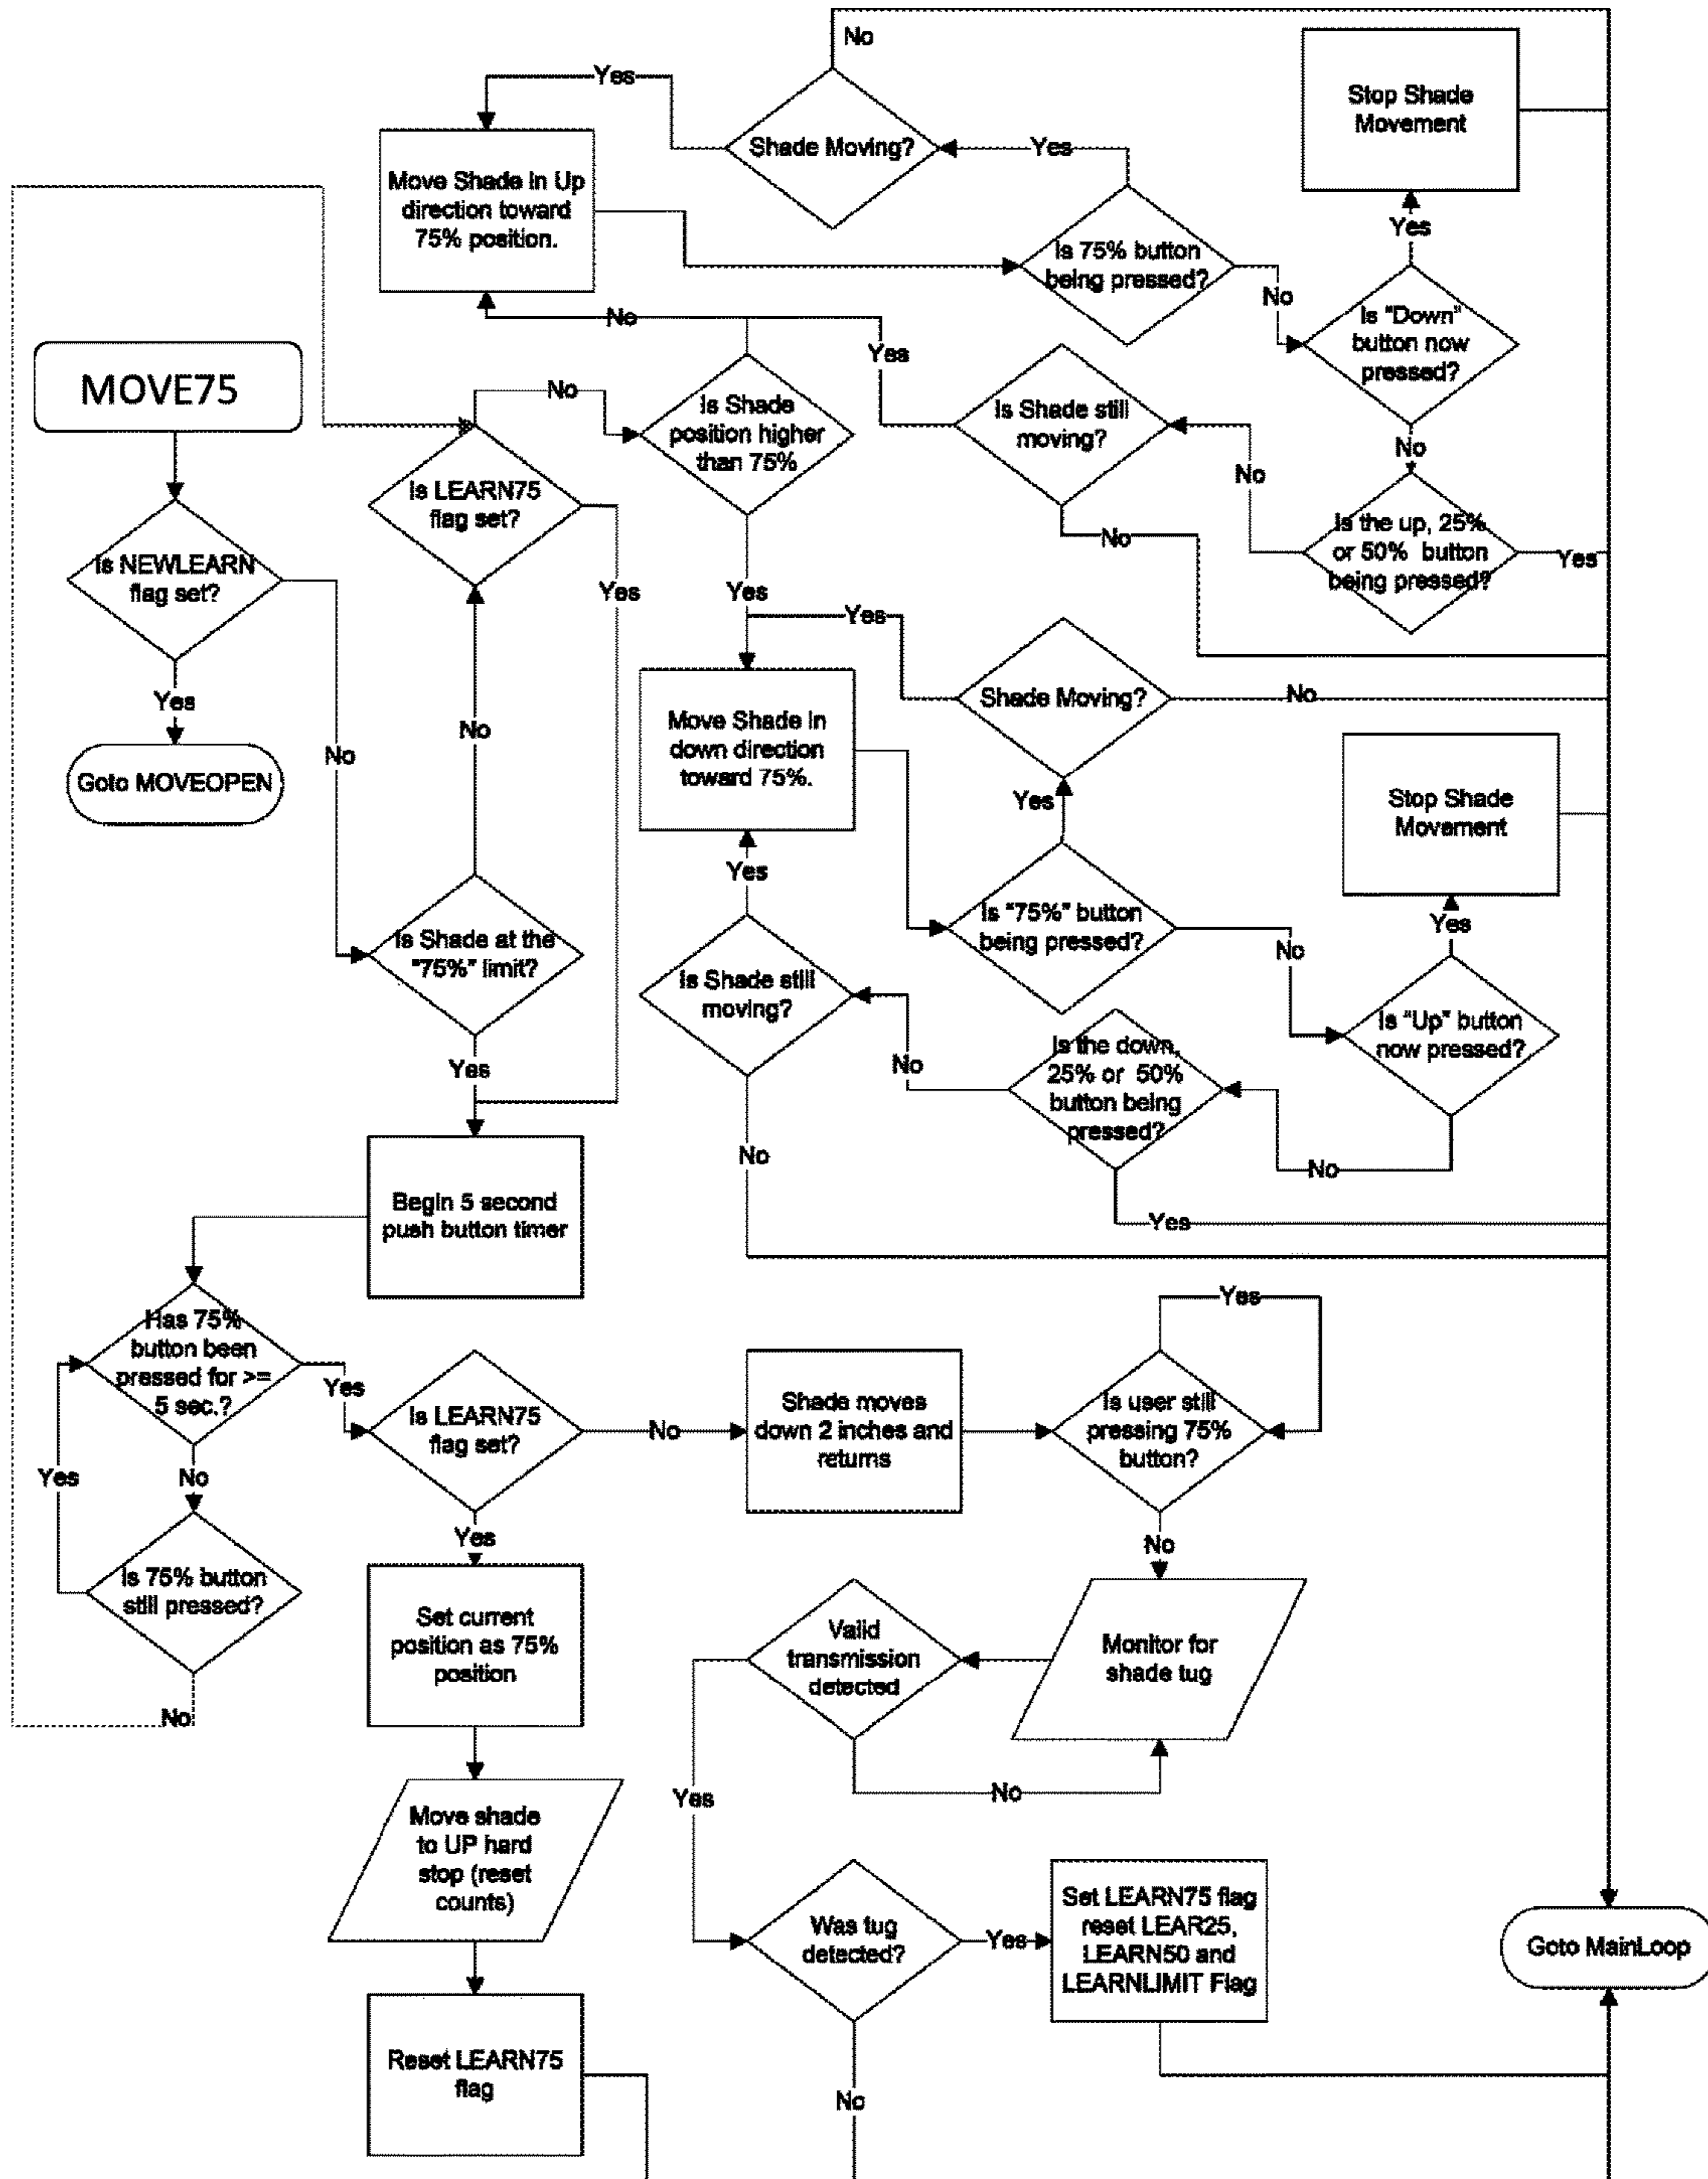 No
Stop Shade
Movement
Yes
Shade Moving?
Yes
Move Shade in Up
direction toward
75% position.
Yes
Is 75% button
being pressed?
No
No
Is "Down"
button now
pressed?
MOVE75
Yes
No
Is Shade
position higher
than 75%
Is Shade still
moving?
No
Is LEARN75
flag set?
No
Is the up, 25%
or 50% button
being pressed?
Yes
No
Is NEWLEARN
flag set?
Yes
Yes
Yes
Yes
Shade Moving?
No
No
No
Move Shade in
down direction
toward 75%.
Goto MOVEOPEN
Yes
Stop Shade
Movement
Yes
Is "75%" button
being pressed?
Yes
No
Is Shade at the
"75%" limit?
Is Shade still
moving?
Is "Up" button
now pressed?
Yes
No
Is the down,
25% or 50%
button being
pressed?
No
No
Yes
Begin 5 second
push button timer
Yes
Has 75%
button been
pressed for >=
5 sec.?
Yes
Is LEARN75
flag set?
No
Shade moves
down 2 inches and
returns
Is user still
pressing 75%
button?
Yes
No
Yes
No
Is 75% button
still pressed?
Set current
position as 75%
position
Valid
transmission
detected
Monitor for
shade tug
No
Yes
No
Move shade
to UP hard
stop (reset
counts)
Was tug
detected?
Yes
Set LEARN75 flag
reset LEAR25,
LEARN50 and
LEARNLIMIT Flag
Goto MainLoop
Reset LEARN75
flag
No